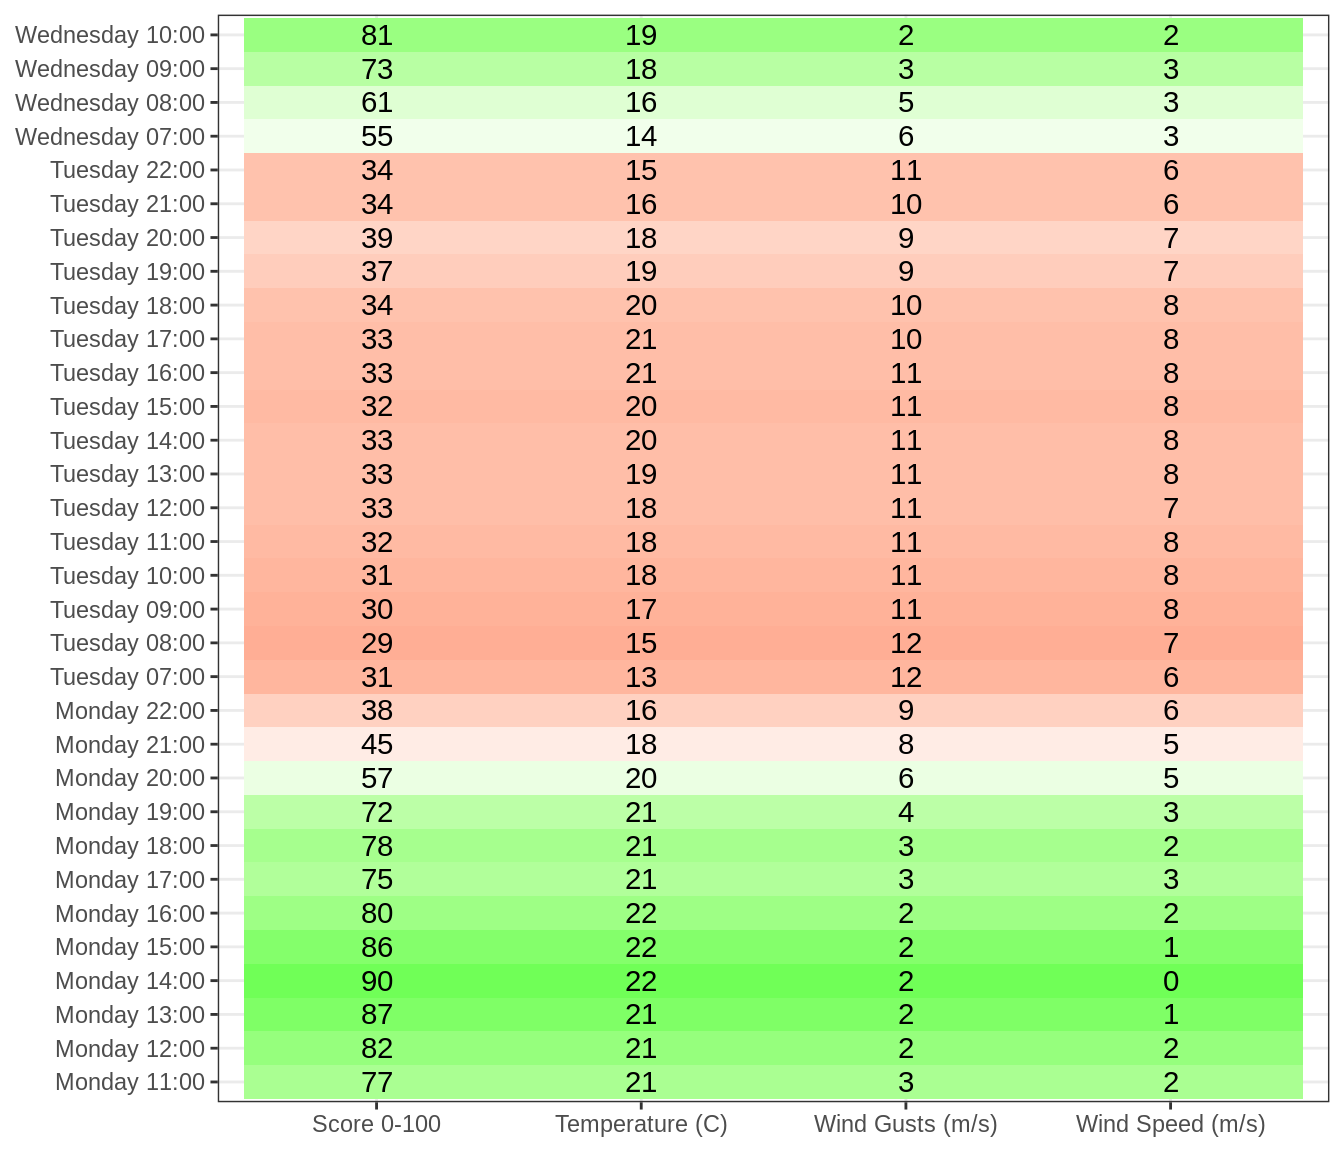 Wednesday 10:00 81 19 2 2
Wednesday 09:00 73 18 3 3
Wednesday 08:00 61 16 5 3
Wednesday 07:00 55 14 6 3
Tuesday 22:00 34 15 11 6
Tuesday 21:00 34 16 10 6
Tuesday 20:00 39 18 9 7
Tuesday 19:00 37 19 9 7
Tuesday 18:00 34 20 10 8
Tuesday 17:00 33 21 10 8
Tuesday 16:00 33 21 11 8
Tuesday 15:00 32 20 11 8
Tuesday 14:00 33 20 11 8
Tuesday 13:00 33 19 11 8
Tuesday 12:00 33 18 11 7
Tuesday 11:00 32 18 11 8
Tuesday 10:00 31 18 11 8
Tuesday 09:00 30 17 11 8
Tuesday 08:00 29 15 12 7
Tuesday 07:00 31 13 12 6
Monday 22:00 38 16 9 6
Monday 21:00 45 18 8 5
Monday 20:00 57 20 6 5
Monday 19:00 72 21 4 3
Monday 18:00 78 21 3 2
Monday 17:00 75 21 3 3
Monday 16:00 80 22 2 2
Monday 15:00 86 22 2 1
Monday 14:00 90 22 2 0
Monday 13:00 87 21 2 1
Monday 12:00 82 21 2 2
Monday 11:00 77 21 3 2
Score 0-100 Temperature (C) Wind Gusts (m/s) Wind Speed (m/s)